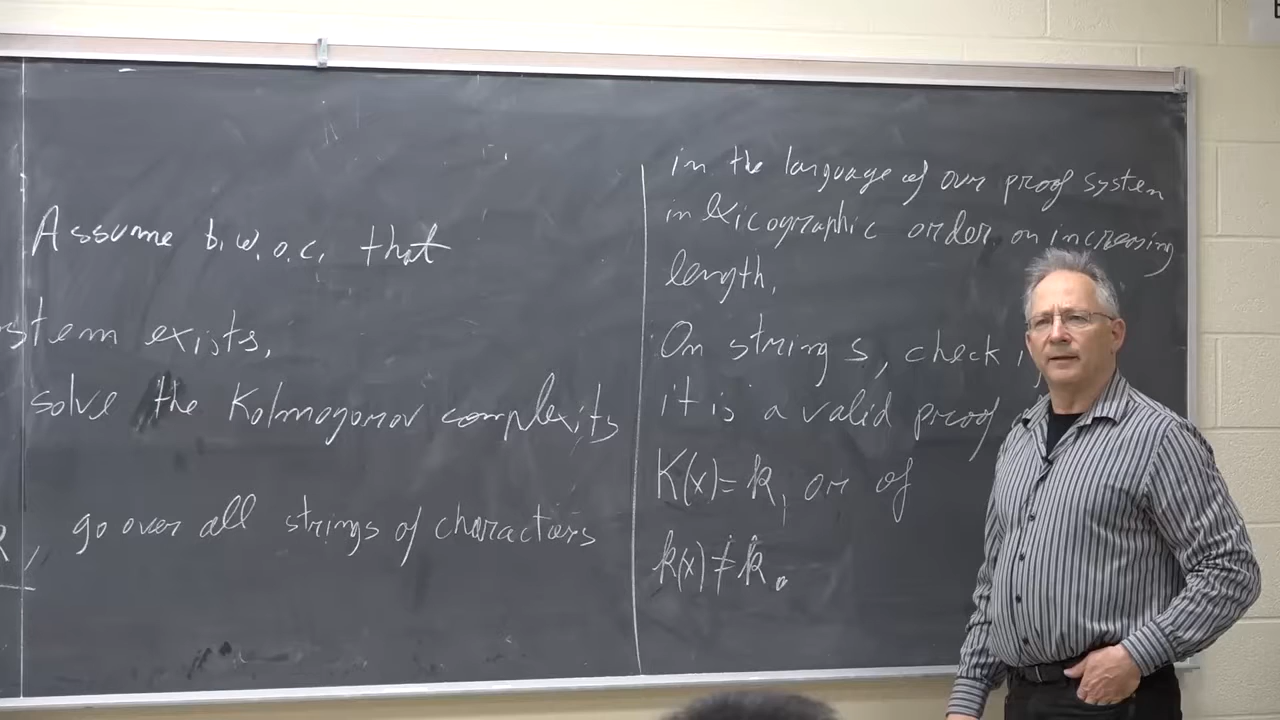 Assume b.w.o.c. that
stem exists,
solve the Kolmogorov complexity
R, go over all strings of characters
in the language of our proof system
in lexicographic order on increasing
length.
On string s, check
it is a valid proof
K(x)=k, or of
k(x)≠k.